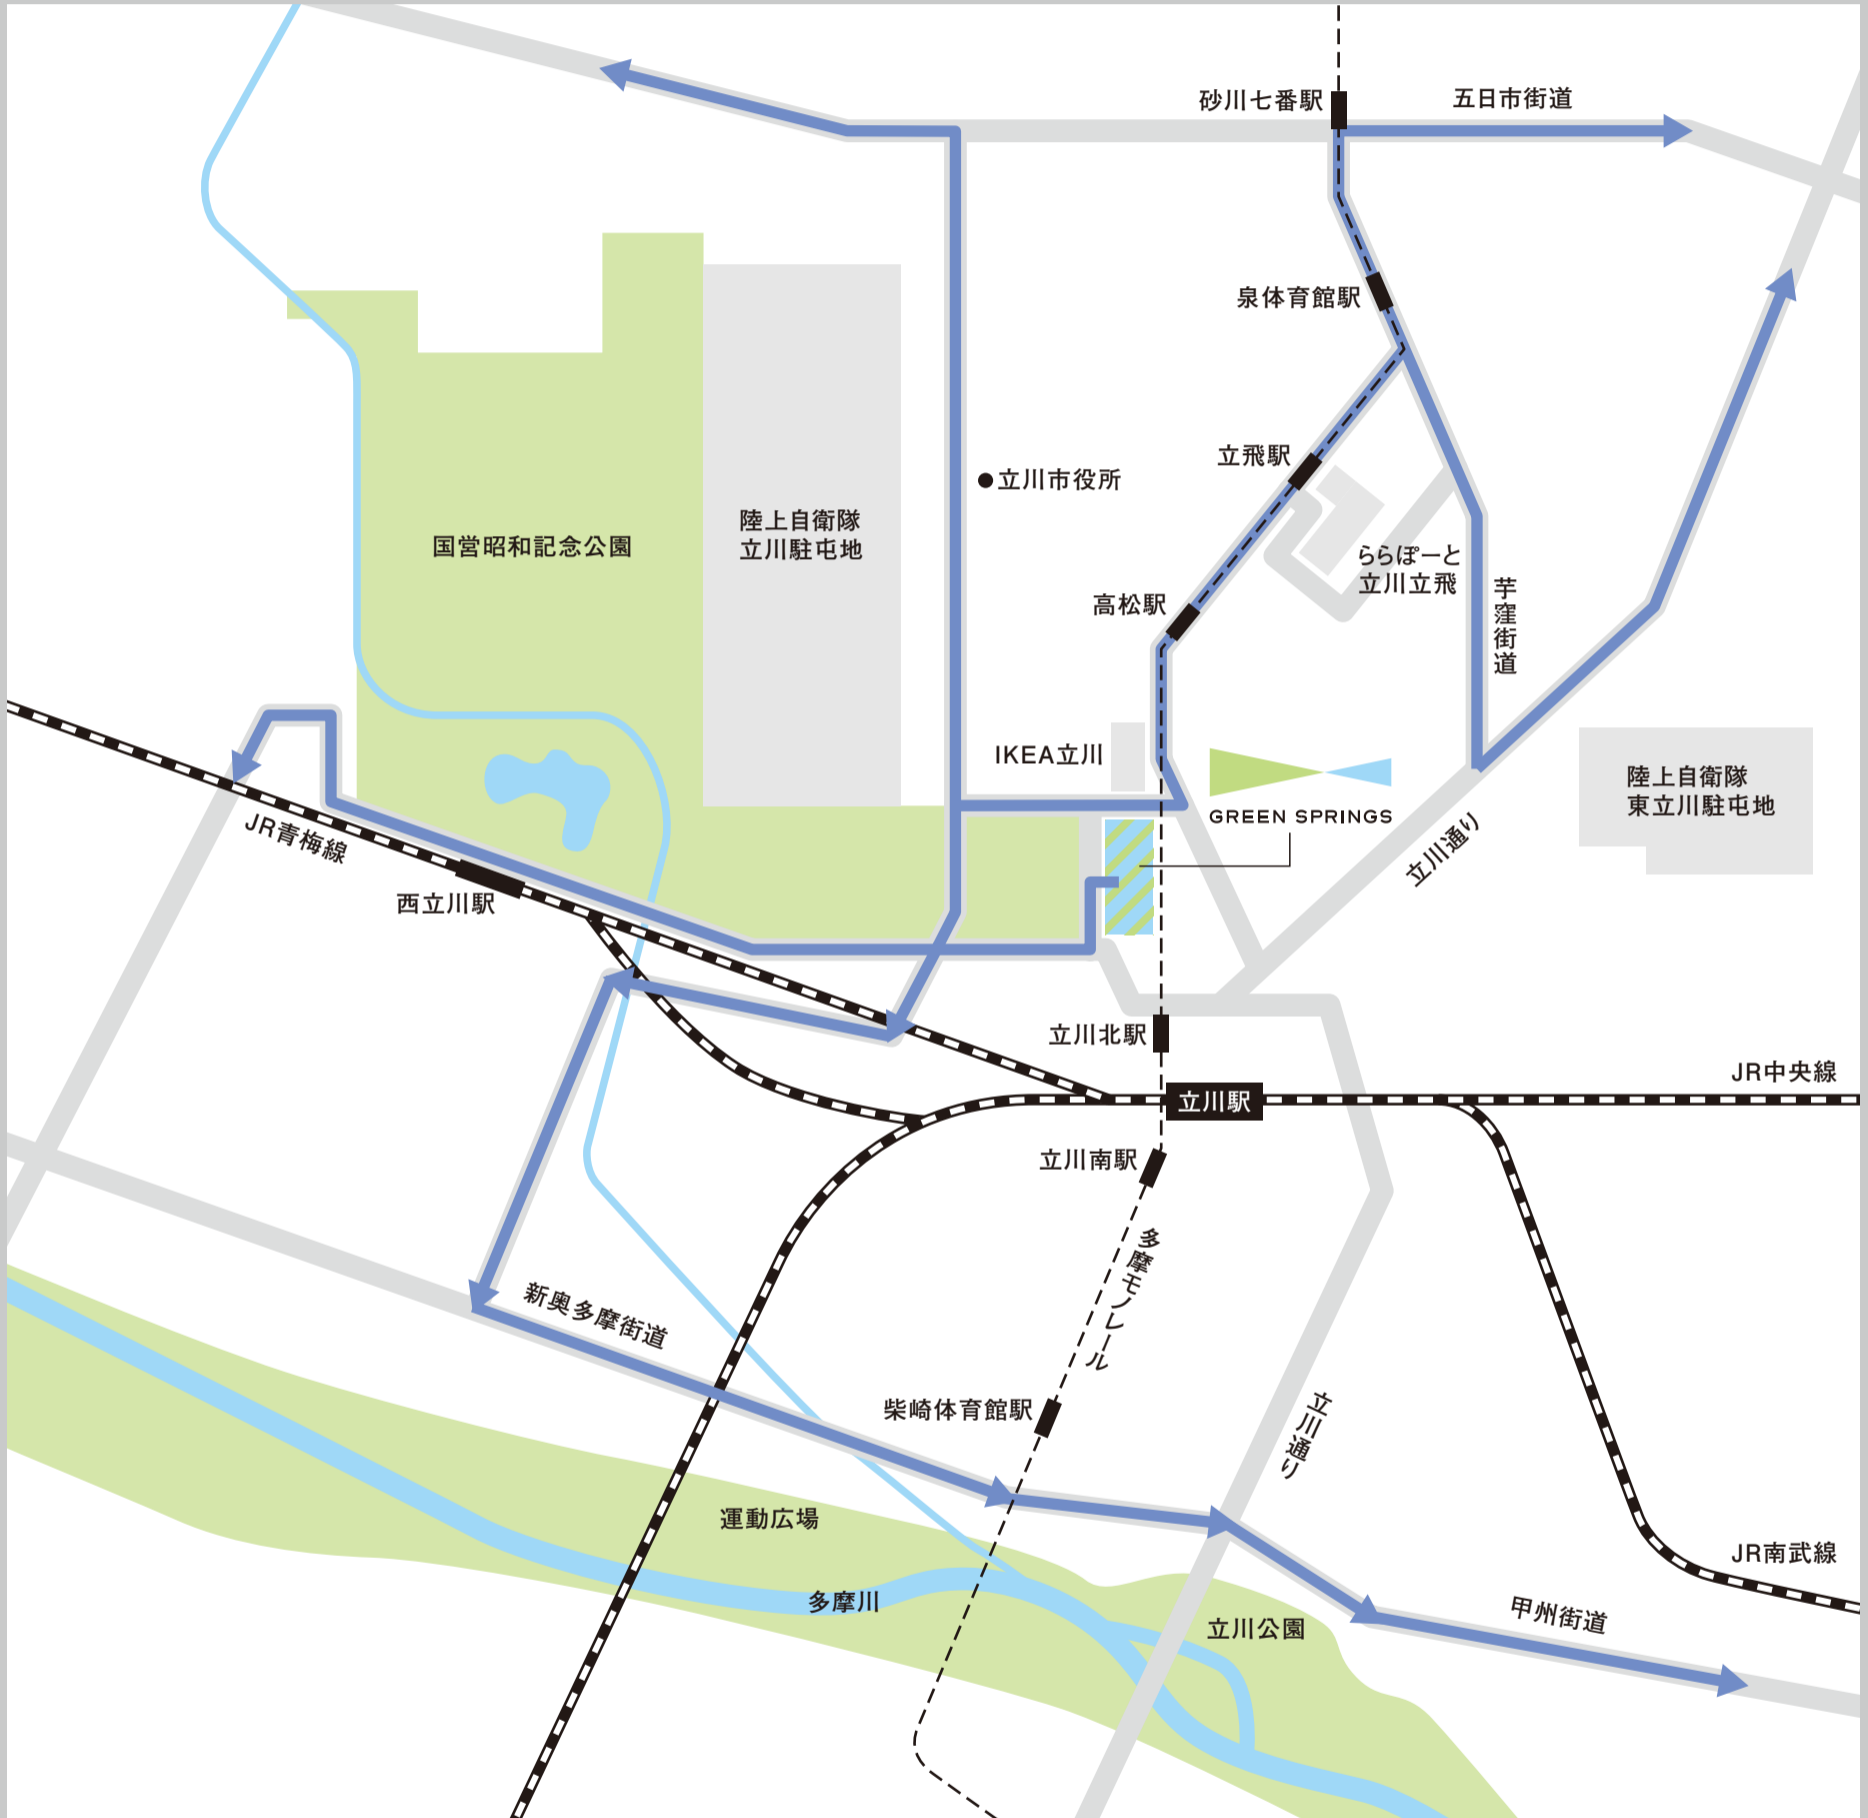 砂川七番駅
五日市街道
泉体育館駅
立飛駅
立川市役所
国営昭和記念公園
陸上自衛隊
立川駐屯地
ららぽーと
立川立飛
芋窪街道
高松駅
IKEA立川
GREEN SPRINGS
陸上自衛隊
東立川駐屯地
立川通り
JR青梅線
西立川駅
立川北駅
JR中央線
立川駅
立川南駅
多摩モノレール
新奥多摩街道
柴崎体育館駅
立川通り
運動広場
JR南武線
多摩川
立川公園
甲州街道